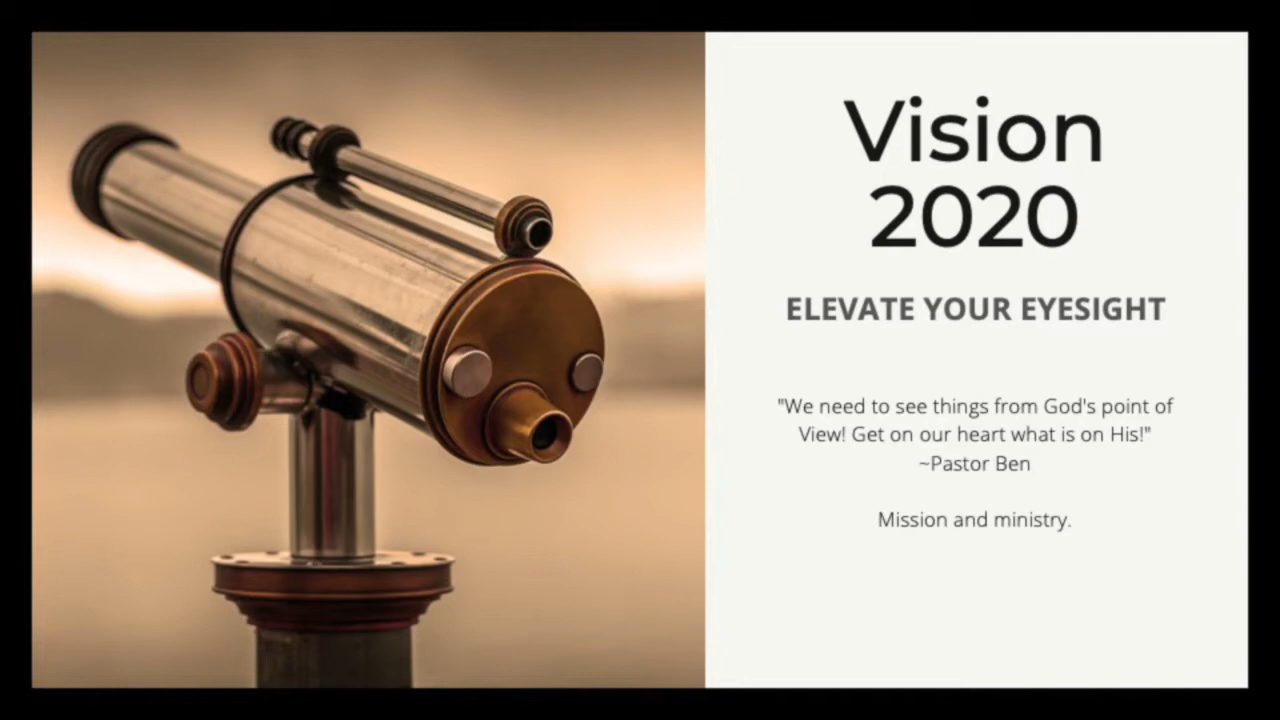 Vision
2020
ELEVATE YOUR EYESIGHT
"We need to see things from God's point of
View! Get on our heart what is on His!"
~Pastor Ben
Mission and ministry.